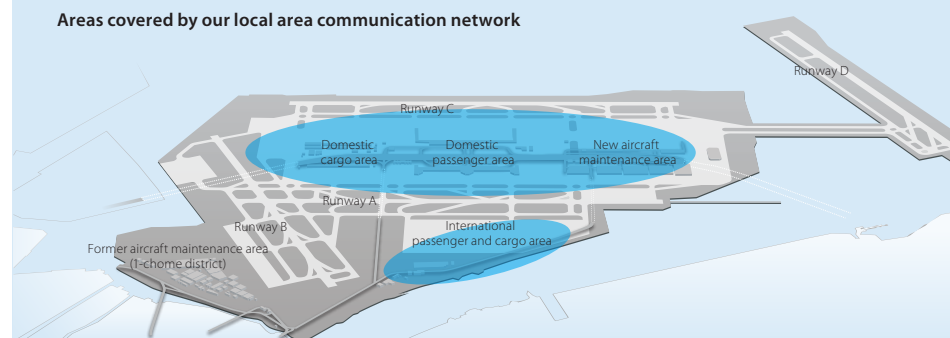 Areas covered by our local area communication network
Runway D
Runway C
Domestic
cargo area
Domestic
passenger area
New aircraft
maintenance area
Runway A
Runway B
International
passenger and cargo area
Former aircraft maintenance area
(1-chome district)